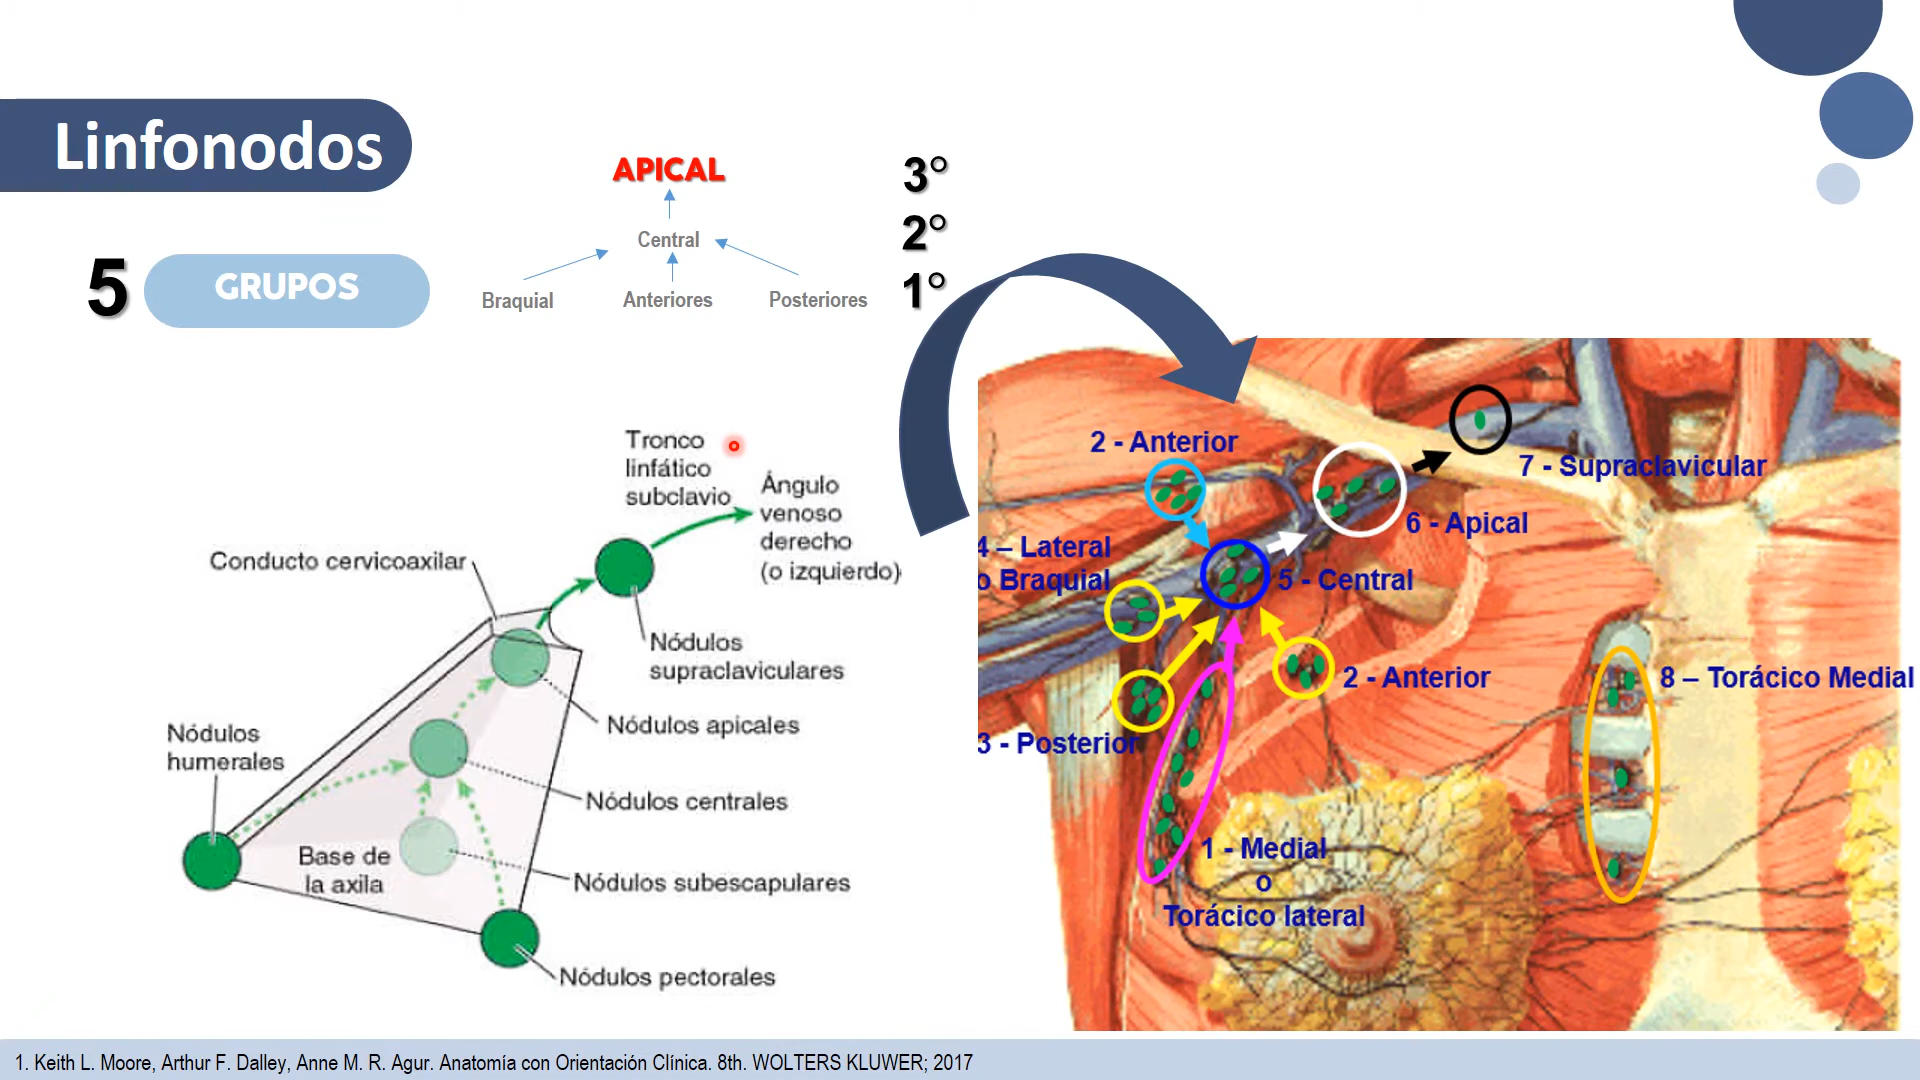 Linfonodos
5
GRUPOS
APICAL
Central
Braquial
Anteriores
Posteriores
3°
2°
1°
Tronco
linfático
subclavio
Ángulo
venoso
derecho
(o izquierdo)
Conducto cervicoaxilar
Nódulos
supraclaviculares
Nódulos apicales
Nódulos
humerales
Nódulos centrales
Base de
la axila
Nódulos subescapulares
Nódulos pectorales
2 - Anterior
7 - Supraclavicular
6 - Apical
4 – Lateral
o Braquial
5 - Central
2 - Anterior
8 – Torácico Medial
3 - Posterior
1 - Medial
o
Torácico lateral
1. Keith L. Moore, Arthur F. Dalley, Anne M. R. Agur. Anatomía con Orientación Clínica. 8th. WOLTERS KLUWER; 2017